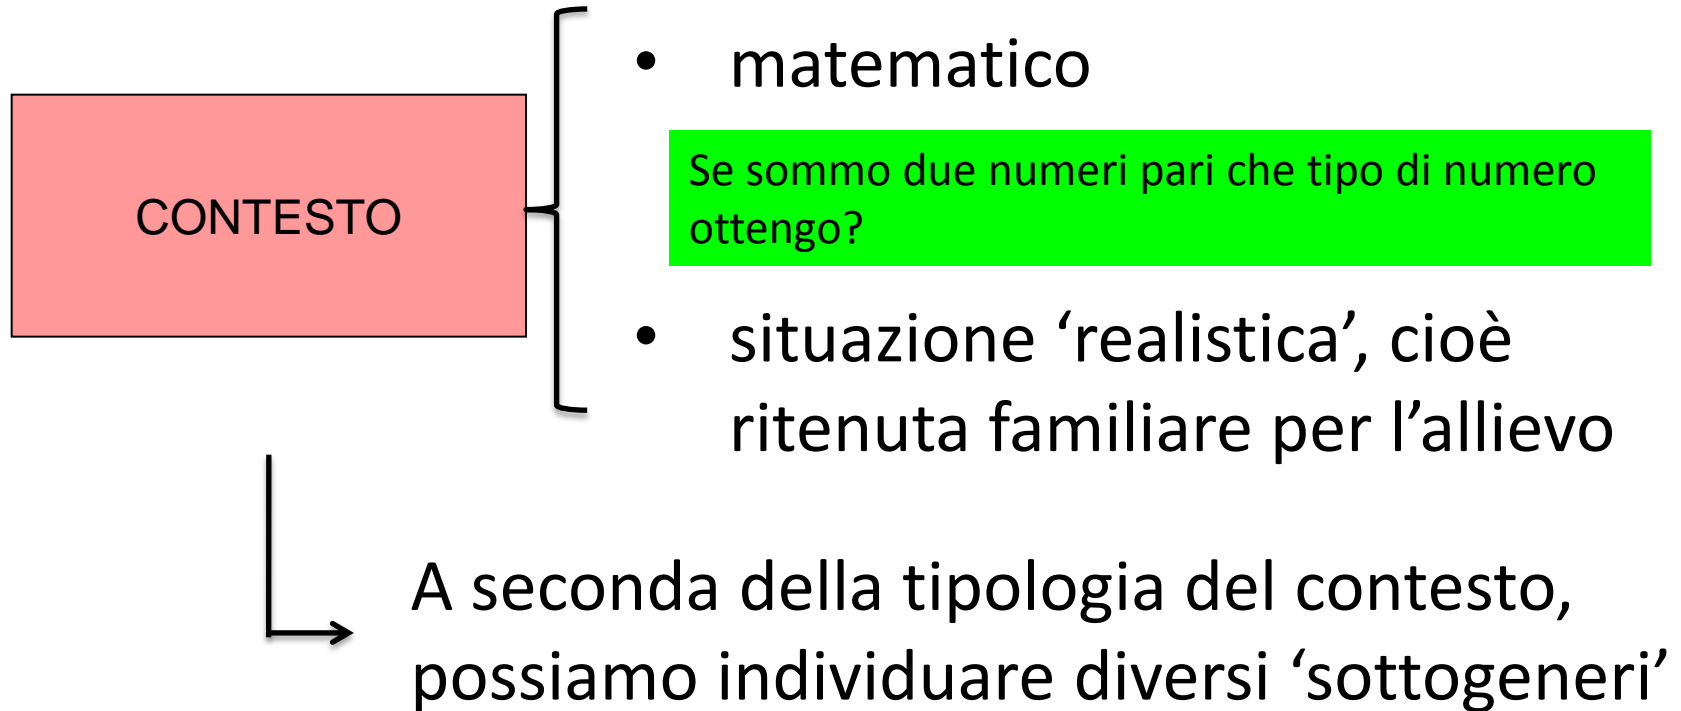 CONTESTO
• matematico
Se sommo due numeri pari che tipo di numero
ottengo?
• situazione ‘realistica’, cioè
ritenuta familiare per l’allievo
A seconda della tipologia del contesto,
possiamo individuare diversi ‘sottogeneri’